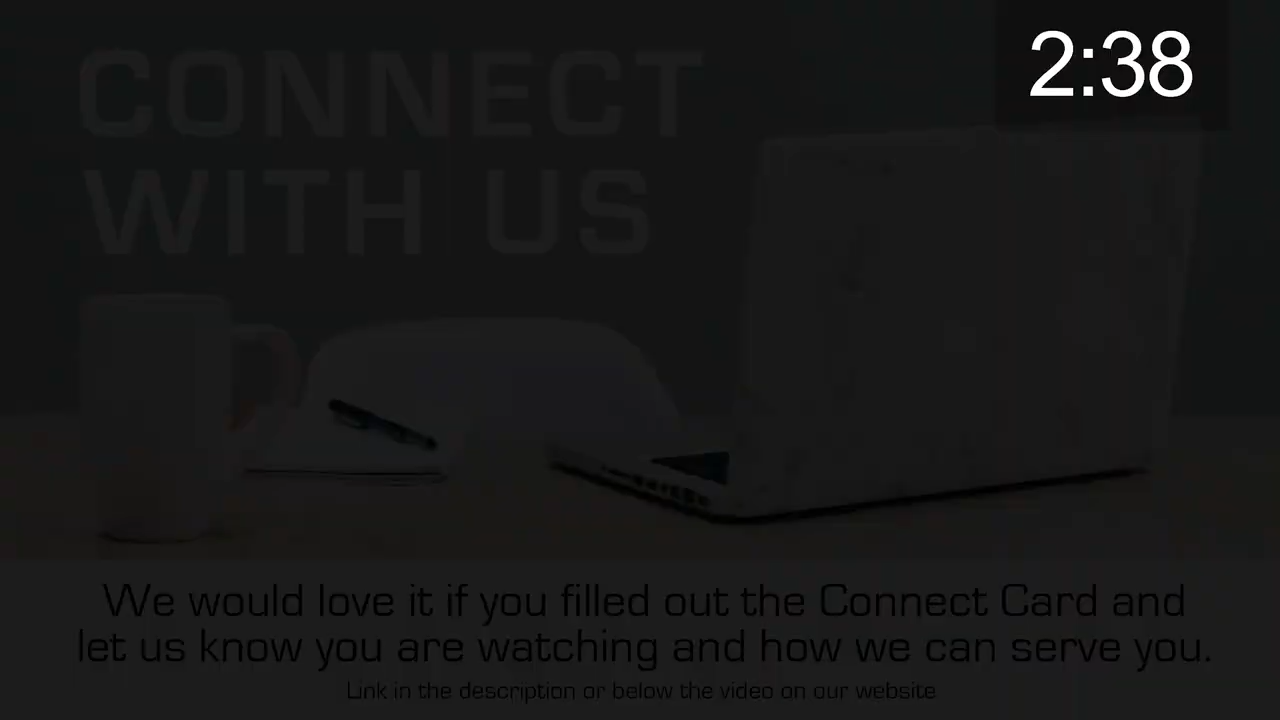 2:38
CONNECT
WITH US
We would love it if you filled out the Connect Card and
let us know you are watching and how we can serve you.
Link in the description or below the video on our website